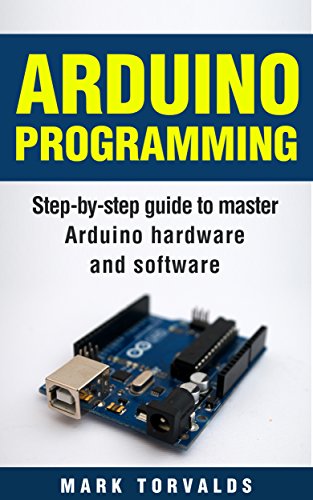 ARDUINO
PROGRAMMING
Step-by-step guide to master
Arduino hardware
and software
MARK TORVALDS